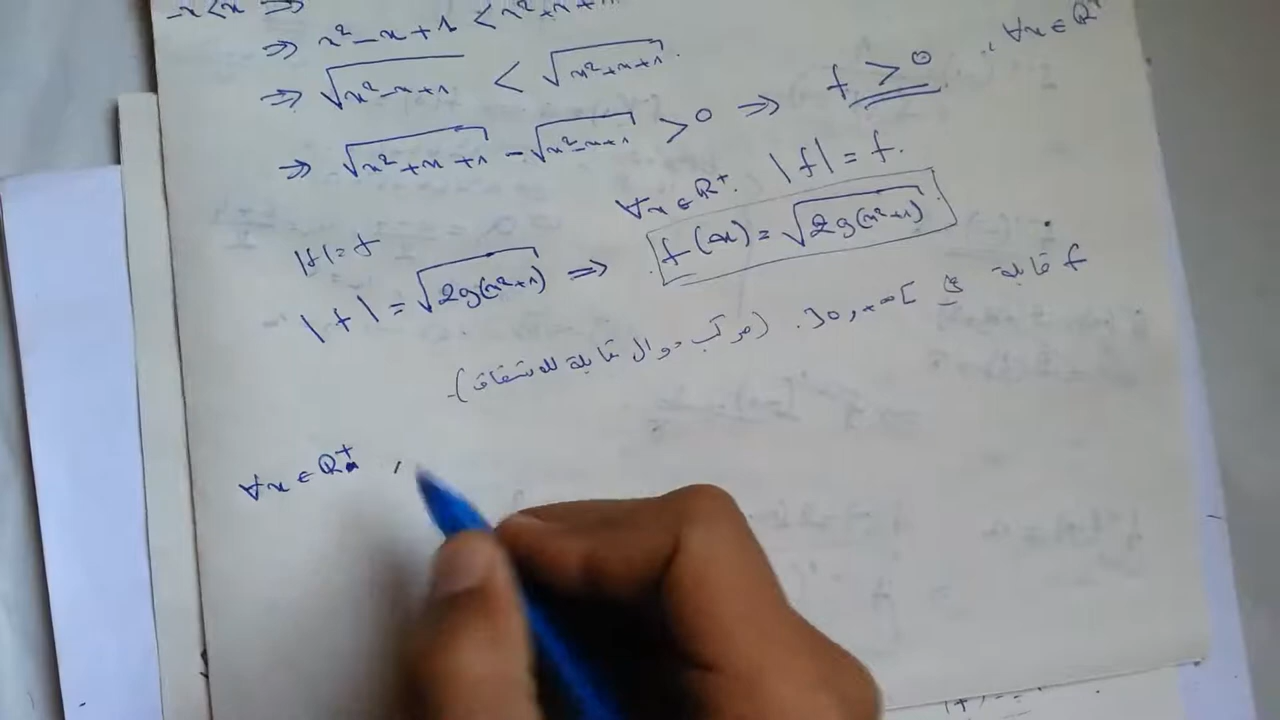 -x < x ⇒
⇒ x² - x + 1 < x² + x + 1
⇒ √(x² - x + 1) < √(x² + x + 1)
⇒ √(x² + x + 1) - √(x² - x + 1) > 0 ⇒ f > 0 , ∀x ∈ ℝ⁺
∀x ∈ ℝ⁺. |f| = f.
|f| = f
|f| = √(2g(x²+1)) ⇒ f(x) = √(2g(x²+1))
f قابلة في ]0, +∞[. (مركب دوال قابلة للاشتقاق).
∀x ∈ ℝ⁺ ,